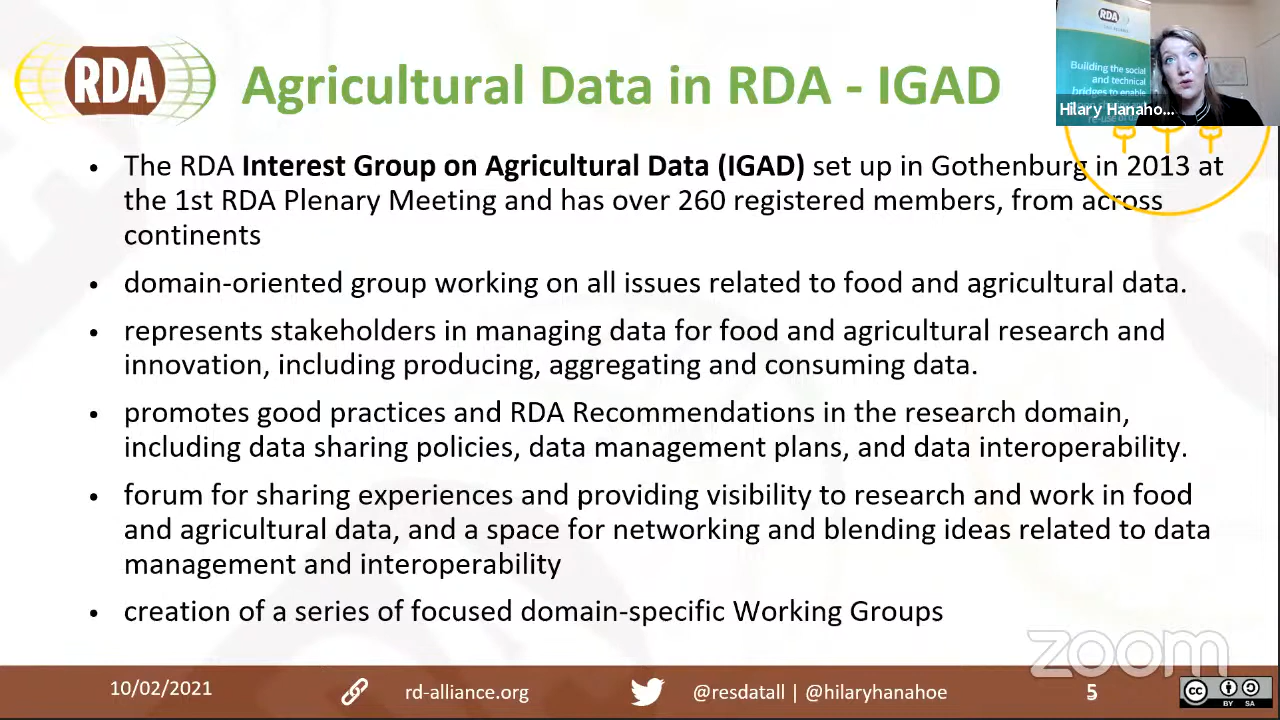 RDA
Agricultural Data in RDA - IGAD
RDA
Building the social
and technical
bridges to enable
Hilary Hanaho...
• The RDA Interest Group on Agricultural Data (IGAD) set up in Gothenburg in 2013 at
the 1st RDA Plenary Meeting and has over 260 registered members, from across
continents
• domain-oriented group working on all issues related to food and agricultural data.
• represents stakeholders in managing data for food and agricultural research and
innovation, including producing, aggregating and consuming data.
• promotes good practices and RDA Recommendations in the research domain,
including data sharing policies, data management plans, and data interoperability.
• forum for sharing experiences and providing visibility to research and work in food
and agricultural data, and a space for networking and blending ideas related to data
management and interoperability
• creation of a series of focused domain-specific Working Groups
zoom
10/02/2021
rd-alliance.org
@resdatall | @hilaryhanahoe
5
cc
BY SA